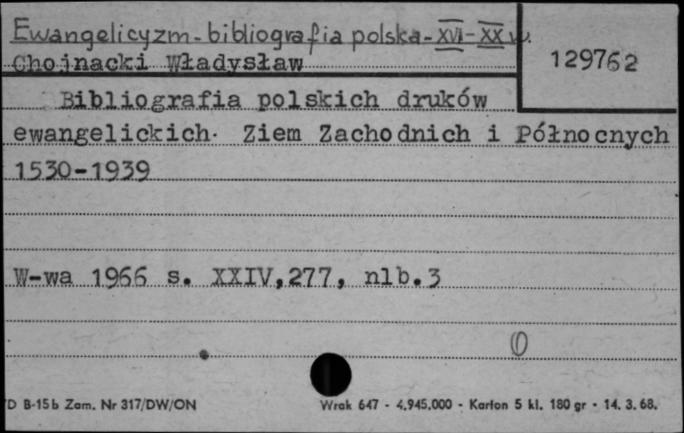 Ewangelicyzm - bibliografia polska - XVI - XX w.
129762
Chojnacki Władysław
Bibliografia polskich druków
ewangelickich. Ziem Zachodnich i Północnych
1530-1939
W-wa 1966 s. XXIV,277, nlb.3
D B-15b Zam. Nr 317/DW/ON Wrak 647 - 4.945.000 - Karton 5 kl. 180 gr - 14. 3. 68.